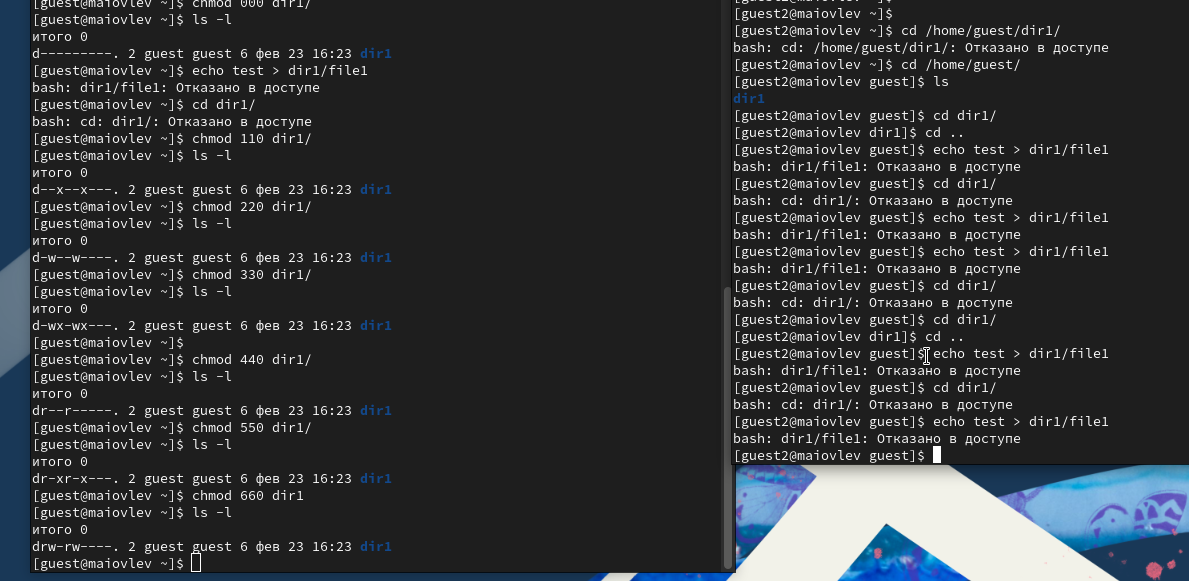 [guest@maiovlev ~]$ chmod 000 dir1/
[guest@maiovlev ~]$ ls -l
итого 0
d---------. 2 guest guest 6 фев 23 16:23 dir1
[guest@maiovlev ~]$ echo test > dir1/file1
bash: dir1/file1: Отказано в доступе
[guest@maiovlev ~]$ cd dir1/
bash: cd: dir1/: Отказано в доступе
[guest@maiovlev ~]$ chmod 110 dir1/
[guest@maiovlev ~]$ ls -l
итого 0
d--x--x---. 2 guest guest 6 фев 23 16:23 dir1
[guest@maiovlev ~]$ chmod 220 dir1/
[guest@maiovlev ~]$ ls -l
итого 0
d-w--w----. 2 guest guest 6 фев 23 16:23 dir1
[guest@maiovlev ~]$ chmod 330 dir1/
[guest@maiovlev ~]$ ls -l
итого 0
d-wx-wx---. 2 guest guest 6 фев 23 16:23 dir1
[guest@maiovlev ~]$
[guest@maiovlev ~]$ chmod 440 dir1/
[guest@maiovlev ~]$ ls -l
итого 0
dr--r-----. 2 guest guest 6 фев 23 16:23 dir1
[guest@maiovlev ~]$ chmod 550 dir1/
[guest@maiovlev ~]$ ls -l
итого 0
dr-xr-x---. 2 guest guest 6 фев 23 16:23 dir1
[guest@maiovlev ~]$ chmod 660 dir1
[guest@maiovlev ~]$ ls -l
итого 0
drw-rw----. 2 guest guest 6 фев 23 16:23 dir1
[guest@maiovlev ~]$
[guest2@maiovlev ~]$
[guest2@maiovlev ~]$ cd /home/guest/dir1/
bash: cd: /home/guest/dir1/: Отказано в доступе
[guest2@maiovlev ~]$ cd /home/guest/
[guest2@maiovlev guest]$ ls
dir1
[guest2@maiovlev guest]$ cd dir1/
[guest2@maiovlev dir1]$ cd ..
[guest2@maiovlev guest]$ echo test > dir1/file1
bash: dir1/file1: Отказано в доступе
[guest2@maiovlev guest]$ cd dir1/
bash: cd: dir1/: Отказано в доступе
[guest2@maiovlev guest]$ echo test > dir1/file1
bash: dir1/file1: Отказано в доступе
[guest2@maiovlev guest]$ echo test > dir1/file1
bash: dir1/file1: Отказано в доступе
[guest2@maiovlev guest]$ cd dir1/
bash: cd: dir1/: Отказано в доступе
[guest2@maiovlev guest]$ cd dir1/
[guest2@maiovlev dir1]$ cd ..
[guest2@maiovlev guest]$ echo test > dir1/file1
bash: dir1/file1: Отказано в доступе
[guest2@maiovlev guest]$ cd dir1/
bash: cd: dir1/: Отказано в доступе
[guest2@maiovlev guest]$ echo test > dir1/file1
bash: dir1/file1: Отказано в доступе
[guest2@maiovlev guest]$